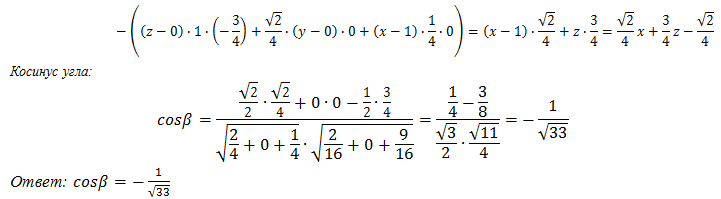 −((z−0)·1·(−3/4)+√2/4·(y−0)·0+(x−1)·1/4·0)=(x−1)·√2/4+z·3/4=√2/4 x+3/4 z−√2/4
Косинус угла:
cosβ = (√2/2·√2/4+0·0−1/2·3/4)/(√(2/4+0+1/4)·√(2/16+0+9/16)) = (1/4−3/8)/(√3/2·√11/4) = −1/√33
Ответ: cosβ = −1/√33